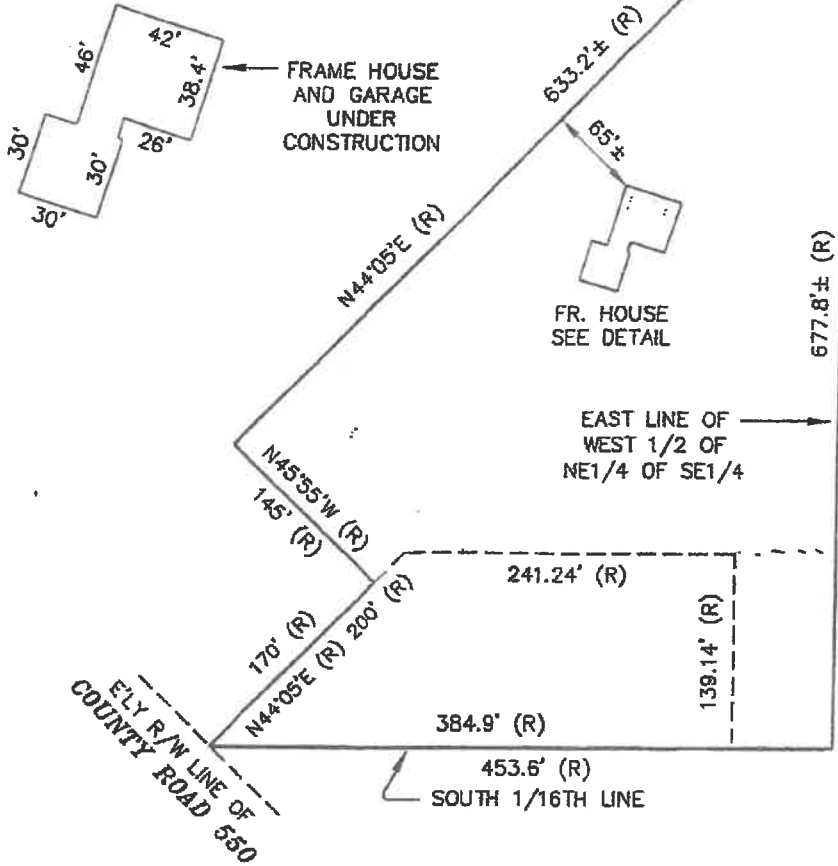 42'
46'
38.4'
26'
30'
30'
30'
FRAME HOUSE
AND GARAGE
UNDER
CONSTRUCTION
633.2'± (R)
65'±
N44°05'E (R)
FR. HOUSE
SEE DETAIL
677.8'± (R)
EAST LINE OF
WEST 1/2 OF
NE1/4 OF SE1/4
N45°55'W (R)
145' (R)
241.24' (R)
139.14' (R)
170' (R)
N44°05'E (R) 200' (R)
384.9' (R)
453.6' (R)
SOUTH 1/16TH LINE
E'LY R/W LINE OF
COUNTY ROAD 550